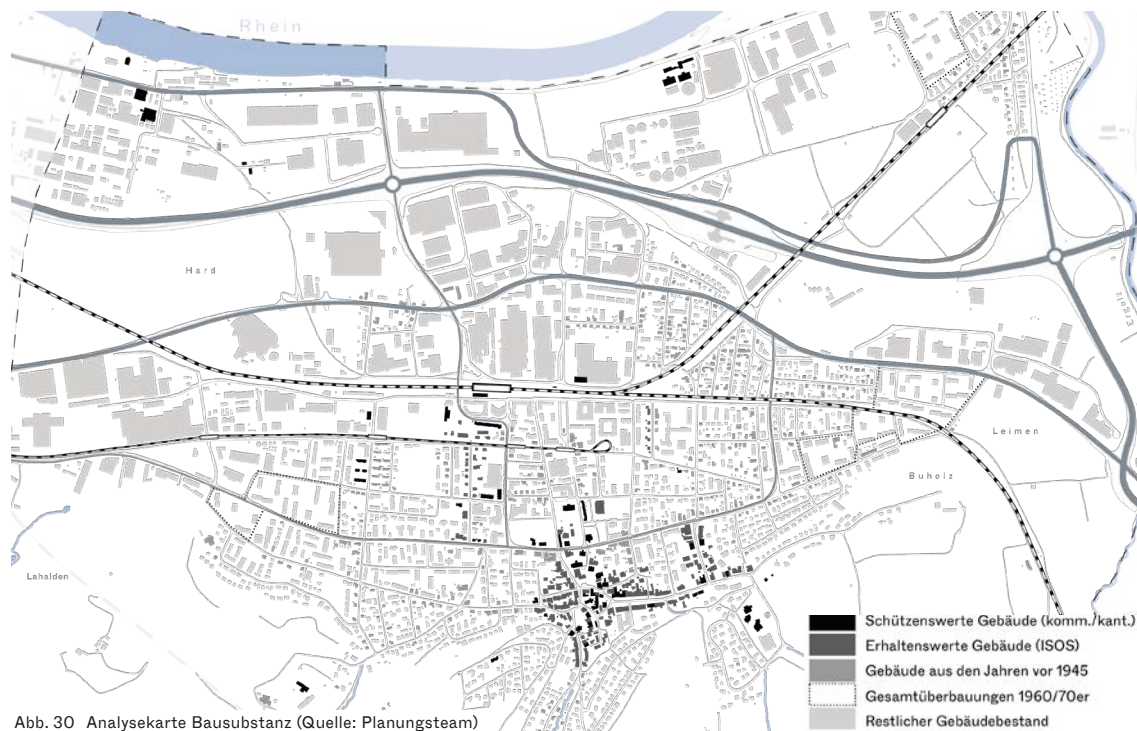 Rhein
Hard
Ergolz
Leimen
Buholz
Lahalden
Schützenswerte Gebäude (komm./kant.)
Erhaltenswerte Gebäude (ISOS)
Gebäude aus den Jahren vor 1945
Gesamtüberbauungen 1960/70er
Restlicher Gebäudebestand
Abb. 30 Analysekarte Bausubstanz (Quelle: Planungsteam)